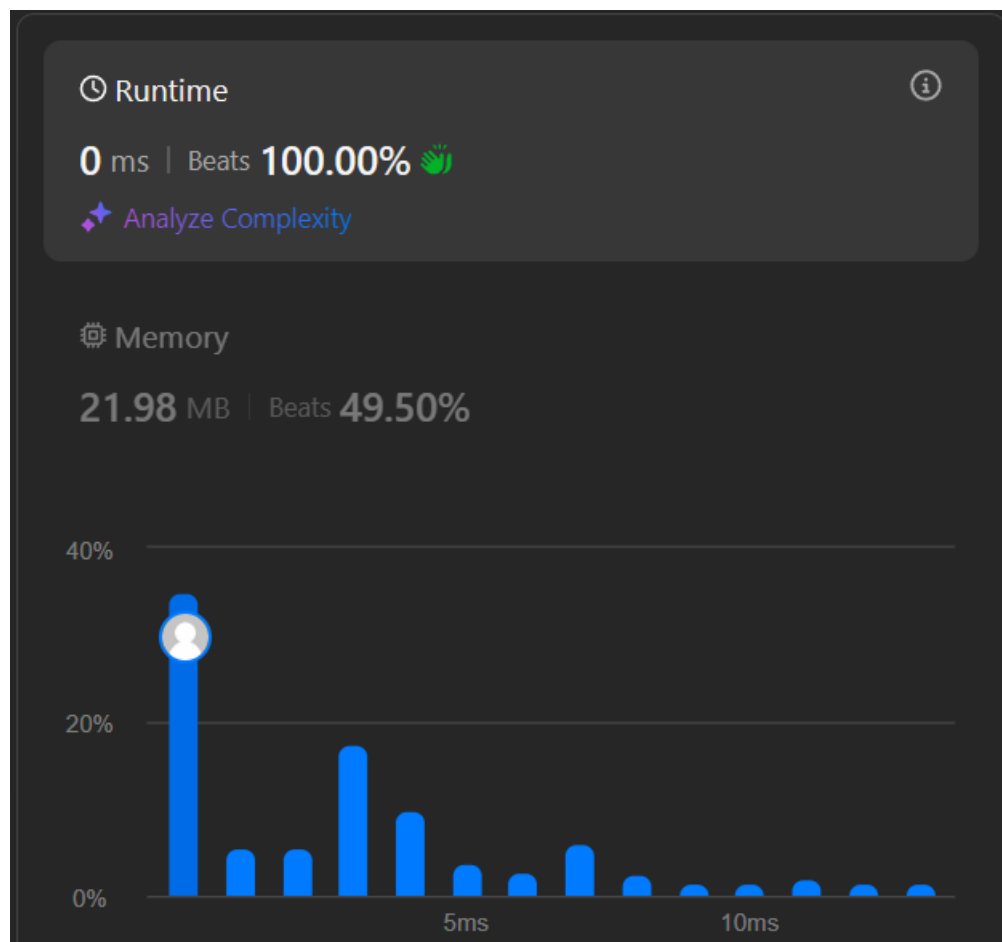 Runtime
0 ms | Beats 100.00%
Analyze Complexity
Memory
21.98 MB | Beats 49.50%
40%
20%
0%
5ms 10ms